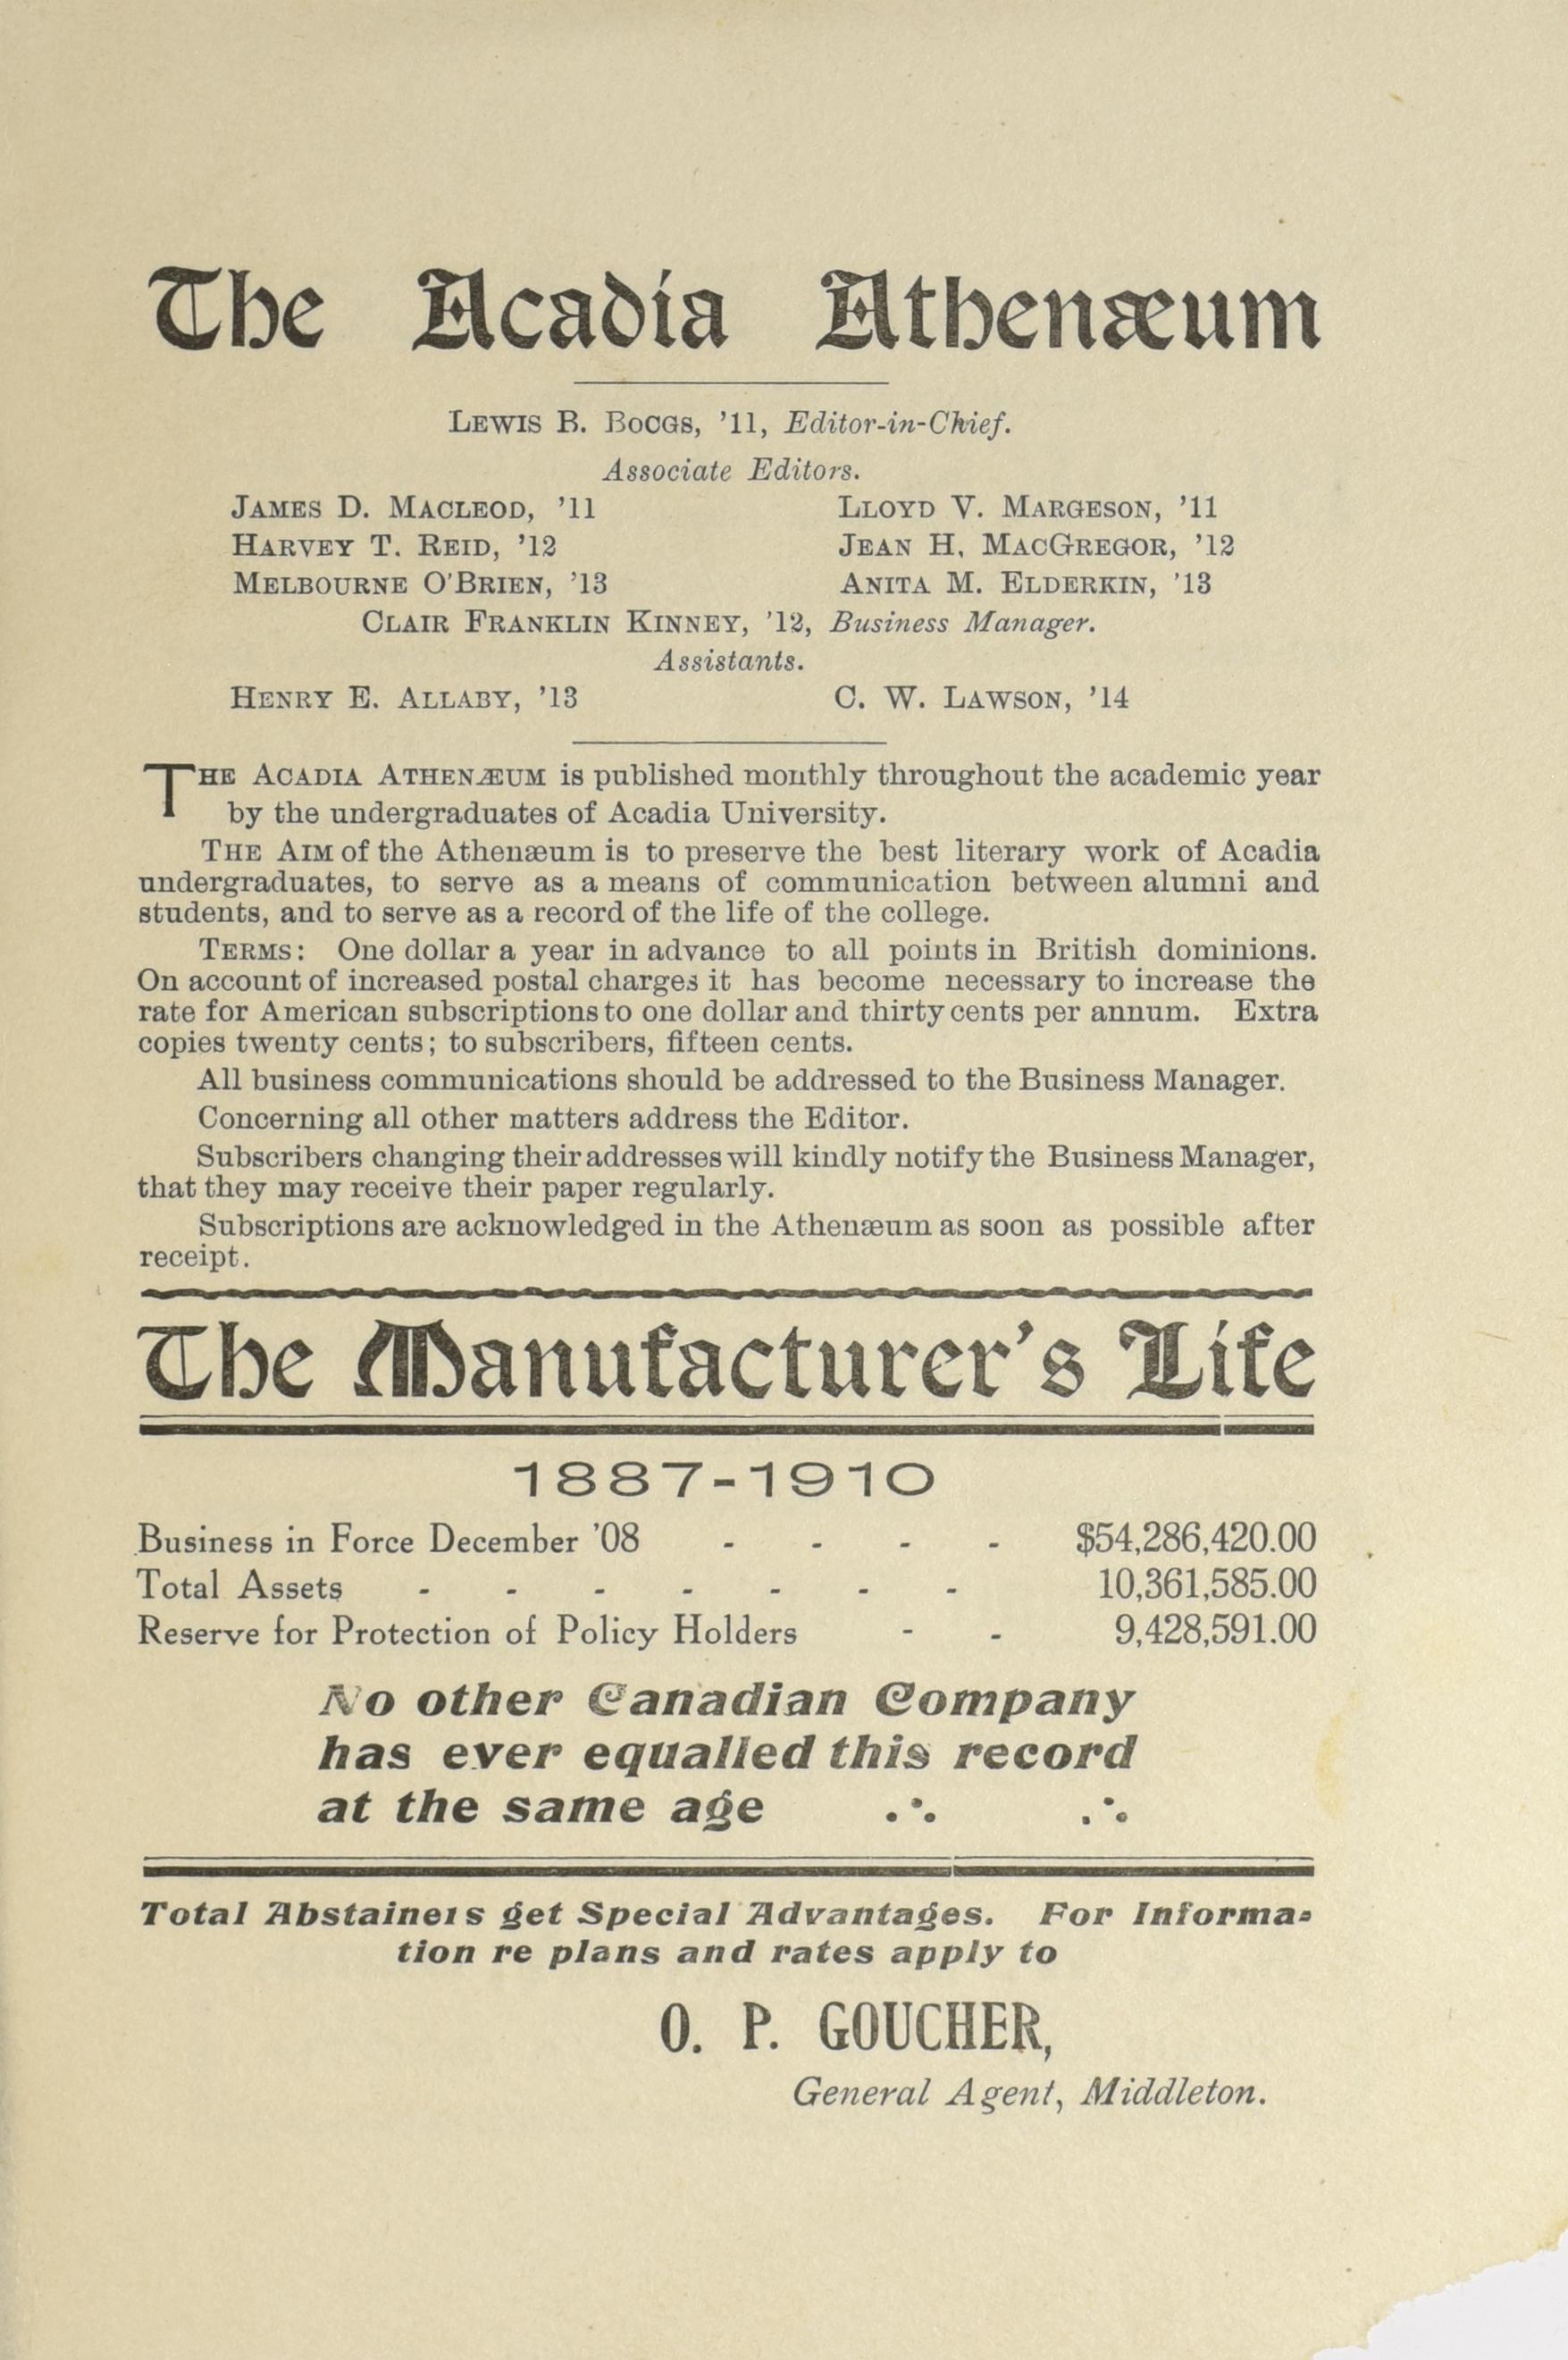 The Acadia Athenæum
LEWIS B. BOCGS, '11, Editor-in-Chief.
Associate Editors.
JAMES D. MACLEOD, '11 LLOYD V. MARGESON, '11
HARVEY T. REID, '12 JEAN H. MACGREGOR, '12
MELBOURNE O'BRIEN, '13 ANITA M. ELDERKIN, '13
CLAIR FRANKLIN KINNEY, '12, Business Manager.
Assistants.
HENRY E. ALLABY, '13 C. W. LAWSON, '14
THE ACADIA ATHENÆUM is published monthly throughout the academic year
by the undergraduates of Acadia University.
THE AIM of the Athenæum is to preserve the best literary work of Acadia
undergraduates, to serve as a means of communication between alumni and
students, and to serve as a record of the life of the college.
TERMS: One dollar a year in advance to all points in British dominions.
On account of increased postal charges it has become necessary to increase the
rate for American subscriptions to one dollar and thirty cents per annum. Extra
copies twenty cents; to subscribers, fifteen cents.
All business communications should be addressed to the Business Manager.
Concerning all other matters address the Editor.
Subscribers changing their addresses will kindly notify the Business Manager,
that they may receive their paper regularly.
Subscriptions are acknowledged in the Athenæum as soon as possible after
receipt.
The Manufacturer's Life
1887-1910
Business in Force December '08 - - - - $54,286,420.00
Total Assets - - - - - - - 10,361,585.00
Reserve for Protection of Policy Holders - - 9,428,591.00
No other Canadian Company
has ever equalled this record
at the same age ∴ ∴
Total Abstainers get Special Advantages. For Informa-
tion re plans and rates apply to
O. P. GOUCHER,
General Agent, Middleton.